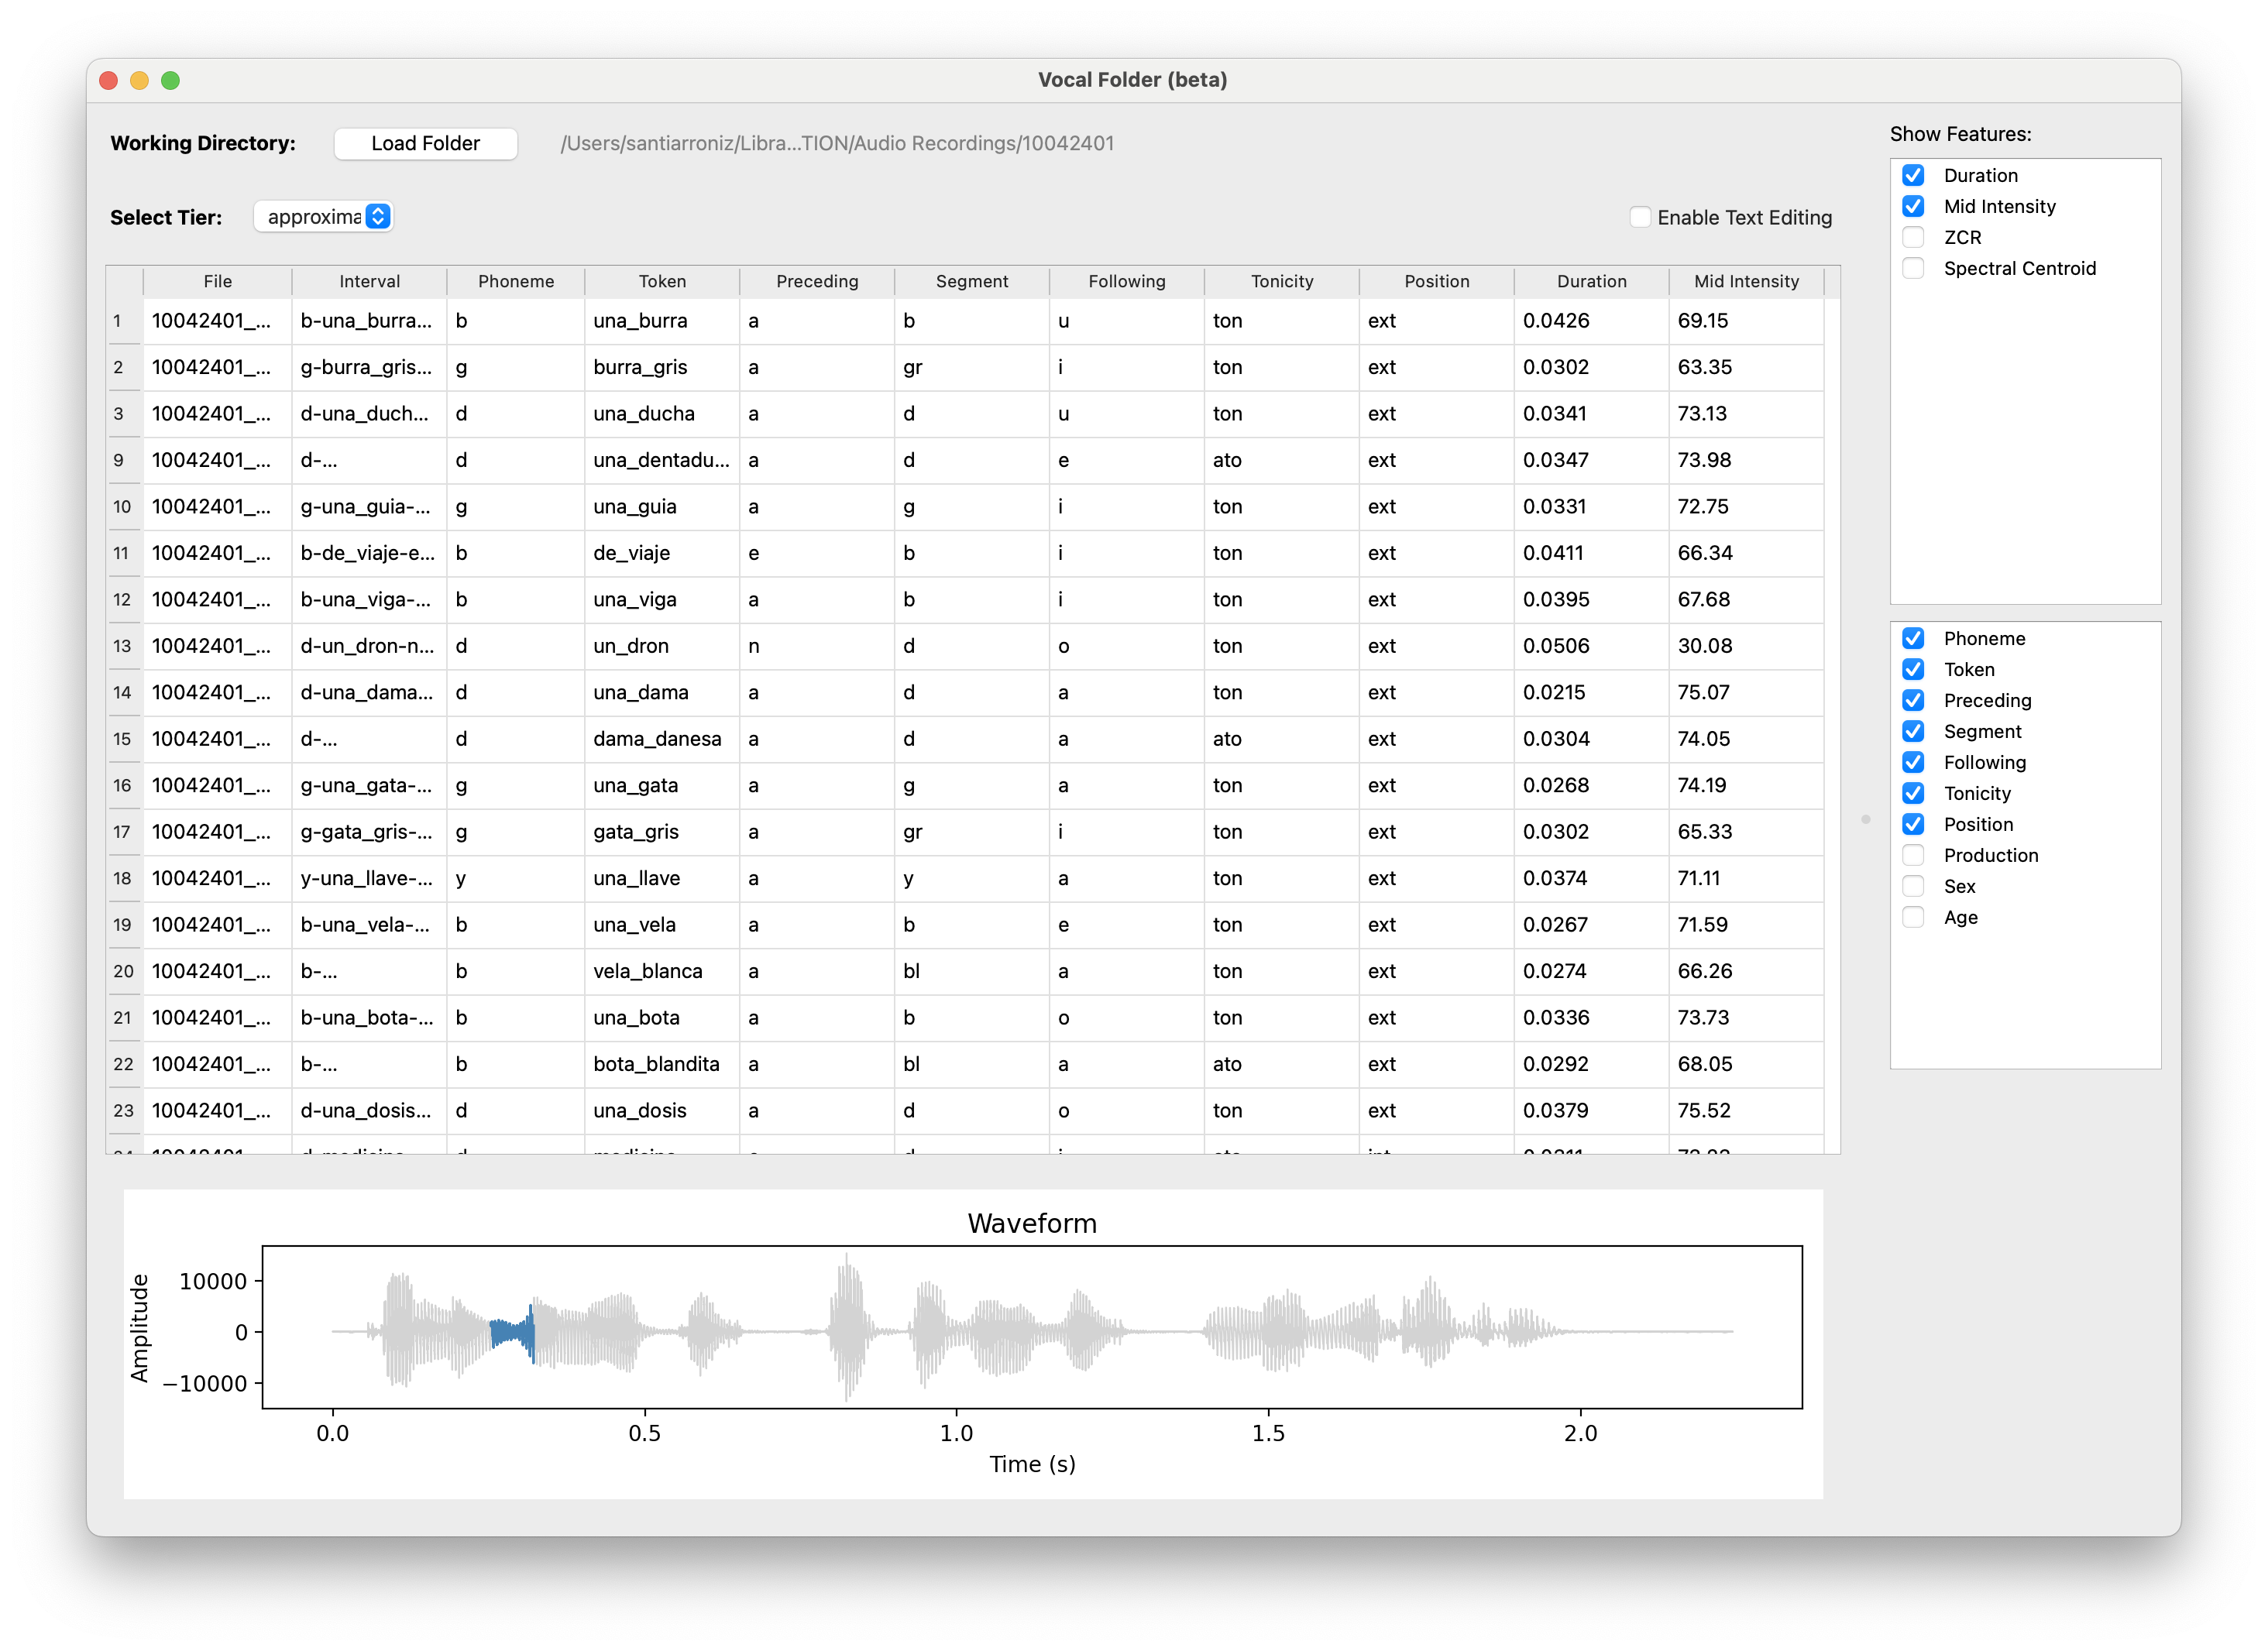 Vocal Folder (beta)
Working Directory: Load Folder /Users/santiarroniz/Libra...TION/Audio Recordings/10042401
Select Tier: approxima Enable Text Editing
File Interval Phoneme Token Preceding Segment Following Tonicity Position Duration Mid Intensity
1 10042401_... b-una_burra... b una_burra a b u ton ext 0.0426 69.15
2 10042401_... g-burra_gris... g burra_gris a gr i ton ext 0.0302 63.35
3 10042401_... d-una_duch... d una_ducha a d u ton ext 0.0341 73.13
9 10042401_... d-... d una_dentadu... a d e ato ext 0.0347 73.98
10 10042401_... g-una_guia-... g una_guia a g i ton ext 0.0331 72.75
11 10042401_... b-de_viaje-e... b de_viaje e b i ton ext 0.0411 66.34
12 10042401_... b-una_viga-... b una_viga a b i ton ext 0.0395 67.68
13 10042401_... d-un_dron-n... d un_dron n d o ton ext 0.0506 30.08
14 10042401_... d-una_dama... d una_dama a d a ton ext 0.0215 75.07
15 10042401_... d-... d dama_danesa a d a ato ext 0.0304 74.05
16 10042401_... g-una_gata-... g una_gata a g a ton ext 0.0268 74.19
17 10042401_... g-gata_gris-... g gata_gris a gr i ton ext 0.0302 65.33
18 10042401_... y-una_llave-... y una_llave a y a ton ext 0.0374 71.11
19 10042401_... b-una_vela-... b una_vela a b e ton ext 0.0267 71.59
20 10042401_... b-... b vela_blanca a bl a ton ext 0.0274 66.26
21 10042401_... b-una_bota-... b una_bota a b o ton ext 0.0336 73.73
22 10042401_... b-... b bota_blandita a bl a ato ext 0.0292 68.05
23 10042401_... d-una_dosis... d una_dosis a d o ton ext 0.0379 75.52
Show Features:
Duration
Mid Intensity
ZCR
Spectral Centroid
Phoneme
Token
Preceding
Segment
Following
Tonicity
Position
Production
Sex
Age
Waveform
Amplitude
10000
0
−10000
0.0 0.5 1.0 1.5 2.0
Time (s)